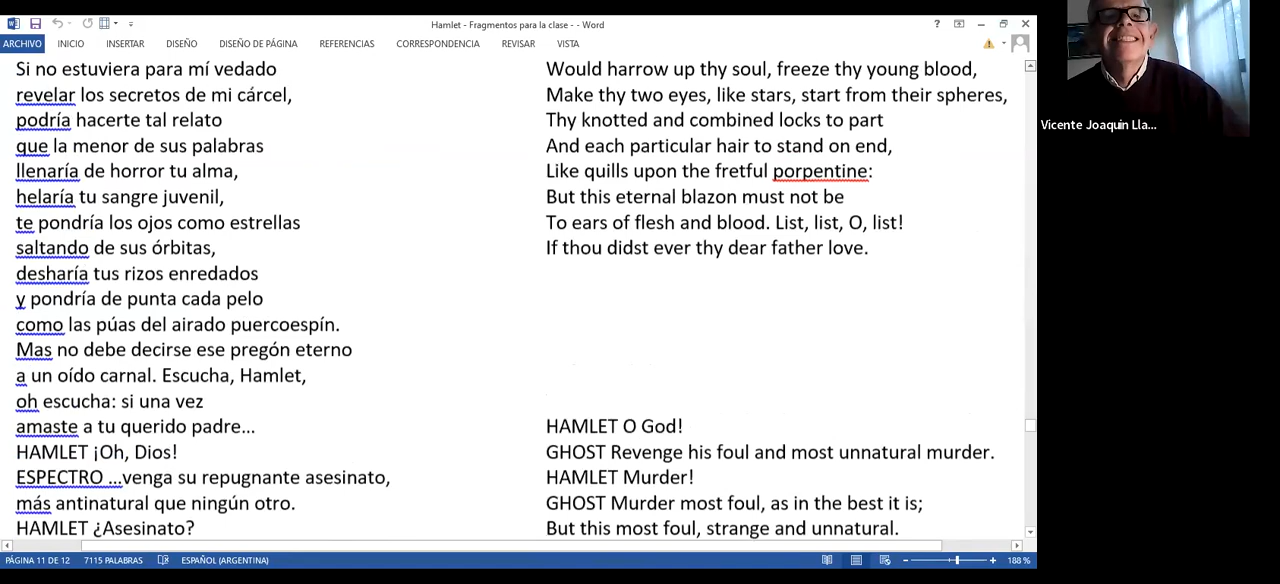 Hamlet - Fragmentos para la clase - - Word
ARCHIVO INICIO INSERTAR DISEÑO DISEÑO DE PÁGINA REFERENCIAS CORRESPONDENCIA REVISAR VISTA
Si no estuviera para mí vedado
revelar los secretos de mi cárcel,
podría hacerte tal relato
que la menor de sus palabras
llenaría de horror tu alma,
helaría tu sangre juvenil,
te pondría los ojos como estrellas
saltando de sus órbitas,
desharía tus rizos enredados
y pondría de punta cada pelo
como las púas del airado puercoespín.
Mas no debe decirse ese pregón eterno
a un oído carnal. Escucha, Hamlet,
oh escucha: si una vez
amaste a tu querido padre...
HAMLET ¡Oh, Dios!
ESPECTRO ...venga su repugnante asesinato,
más antinatural que ningún otro.
HAMLET ¿Asesinato?
Would harrow up thy soul, freeze thy young blood,
Make thy two eyes, like stars, start from their spheres,
Thy knotted and combined locks to part
And each particular hair to stand on end,
Like quills upon the fretful porpentine:
But this eternal blazon must not be
To ears of flesh and blood. List, list, O, list!
If thou didst ever thy dear father love.
HAMLET O God!
GHOST Revenge his foul and most unnatural murder.
HAMLET Murder!
GHOST Murder most foul, as in the best it is;
But this most foul, strange and unnatural.
Vicente Joaquin Lla...
PÁGINA 11 DE 12 7115 PALABRAS ESPAÑOL (ARGENTINA) 188 %